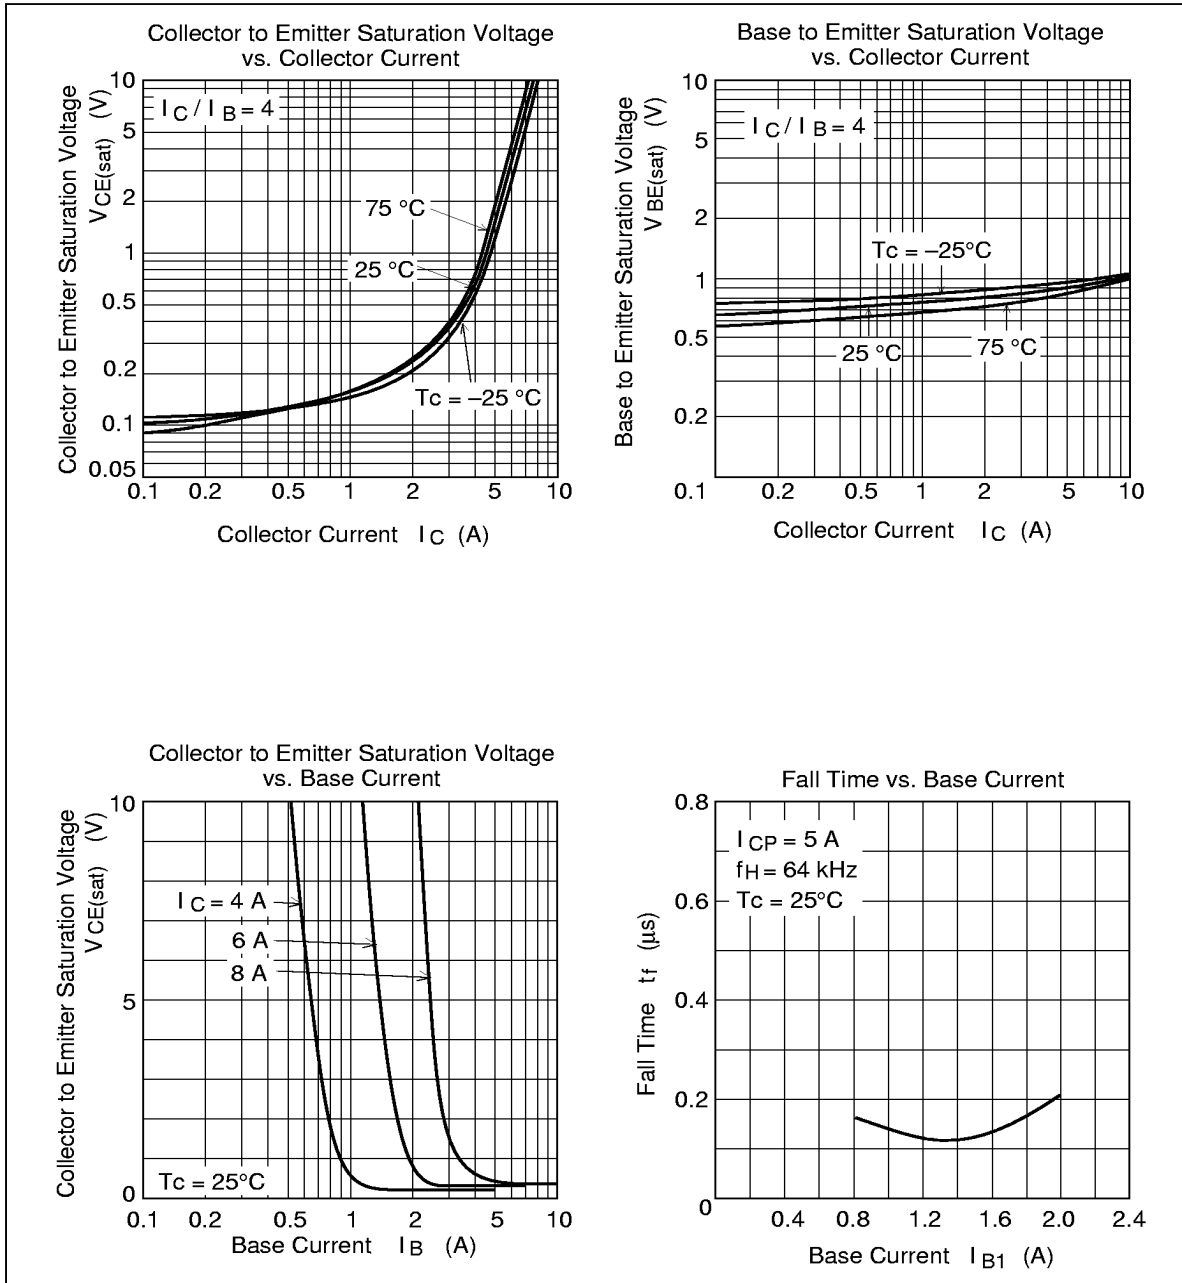 Collector to Emitter Saturation Voltage
vs. Collector Current
Collector to Emitter Saturation Voltage
VCE(sat) (V)
10
5
2
1
0.5
0.2
0.1
0.05
IC / IB = 4
75 °C
25 °C
Tc = –25 °C
0.1 0.2 0.5 1 2 5 10
Collector Current IC (A)
Base to Emitter Saturation Voltage
vs. Collector Current
Base to Emitter Saturation Voltage
VBE(sat) (V)
10
5
2
1
0.5
0.2
IC / IB = 4
Tc = –25°C
25 °C
75 °C
0.1 0.2 0.5 1 2 5 10
Collector Current IC (A)
Collector to Emitter Saturation Voltage
vs. Base Current
Collector to Emitter Saturation Voltage
VCE(sat) (V)
10
5
0
IC = 4 A
6 A
8 A
Tc = 25°C
0.1 0.2 0.5 1 2 5 10
Base Current IB (A)
Fall Time vs. Base Current
Fall Time tf (μs)
0.8
0.6
0.4
0.2
0
ICP = 5 A
fH = 64 kHz
Tc = 25°C
0.4 0.8 1.2 1.6 2.0 2.4
Base Current IB1 (A)